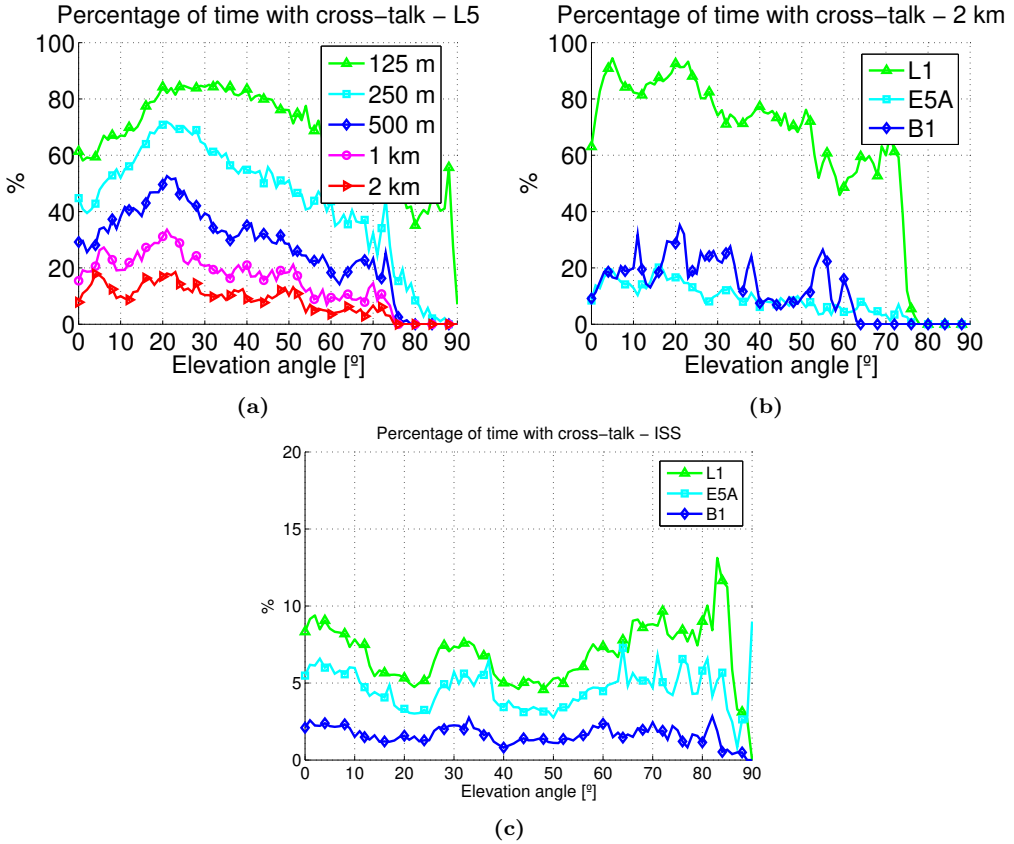 Percentage of time with cross−talk − L5
100
80
60
40
20
0
%
125 m
250 m
500 m
1 km
2 km
0 10 20 30 40 50 60 70 80 90
Elevation angle [º]
(a)
Percentage of time with cross−talk − 2 km
100
80
60
40
20
0
%
L1
E5A
B1
0 10 20 30 40 50 60 70 80 90
Elevation angle [º]
(b)
Percentage of time with cross−talk − ISS
20
15
10
5
0
%
L1
E5A
B1
0 10 20 30 40 50 60 70 80 90
Elevation angle [º]
(c)